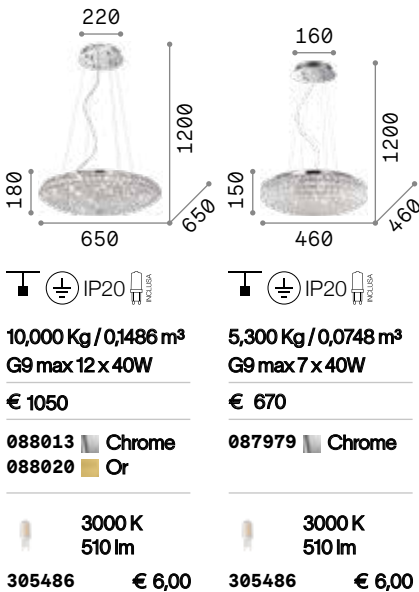 220
1200
180
650
650
IP20 INCLUSA
10,000 Kg / 0,1486 m³
G9 max 12 x 40W
€ 1050
088013 Chrome
088020 Or
3000 K
510 lm
305486 € 6,00
160
1200
150
460
460
IP20 INCLUSA
5,300 Kg / 0,0748 m³
G9 max 7 x 40W
€ 670
087979 Chrome
3000 K
510 lm
305486 € 6,00